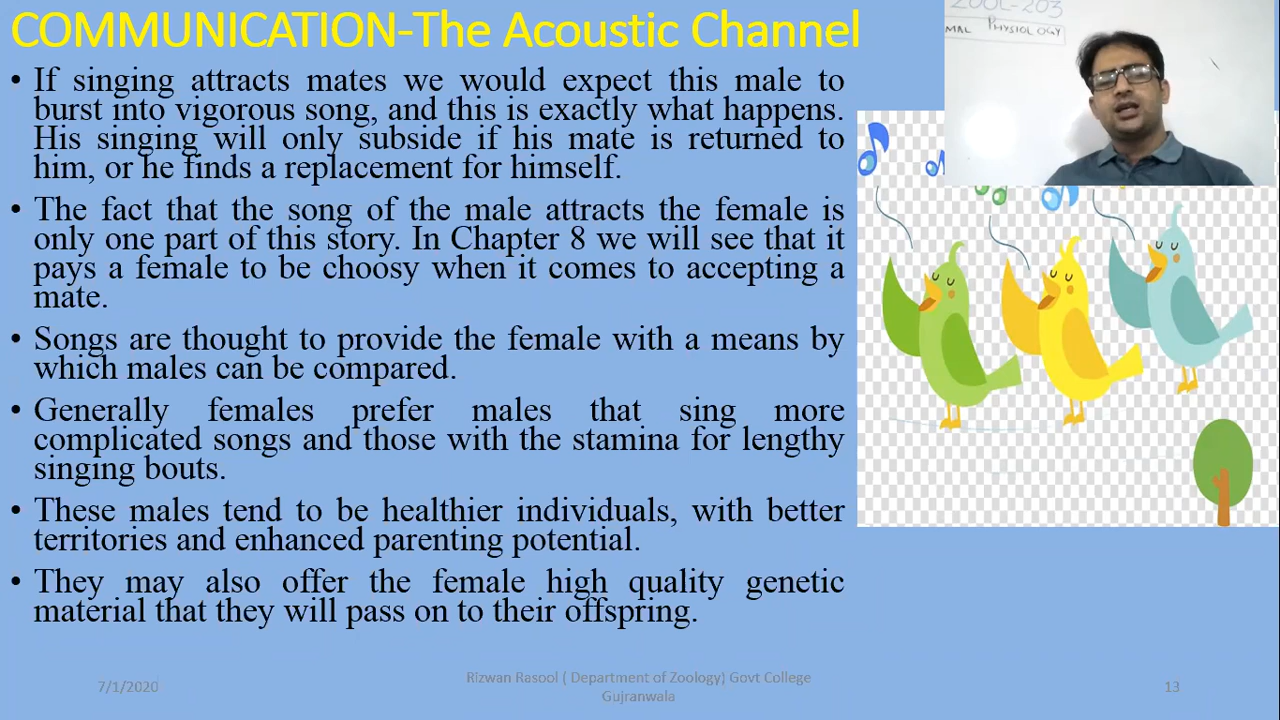 COMMUNICATION-The Acoustic Channel
ZOOL-203
MAL PHYSIOLOGY
• If singing attracts mates we would expect this male to
burst into vigorous song, and this is exactly what happens.
His singing will only subside if his mate is returned to
him, or he finds a replacement for himself.
• The fact that the song of the male attracts the female is
only one part of this story. In Chapter 8 we will see that it
pays a female to be choosy when it comes to accepting a
mate.
• Songs are thought to provide the female with a means by
which males can be compared.
• Generally females prefer males that sing more
complicated songs and those with the stamina for lengthy
singing bouts.
• These males tend to be healthier individuals, with better
territories and enhanced parenting potential.
• They may also offer the female high quality genetic
material that they will pass on to their offspring.
7/1/2020
Rizwan Rasool ( Department of Zoology) Govt College
Gujranwala
13